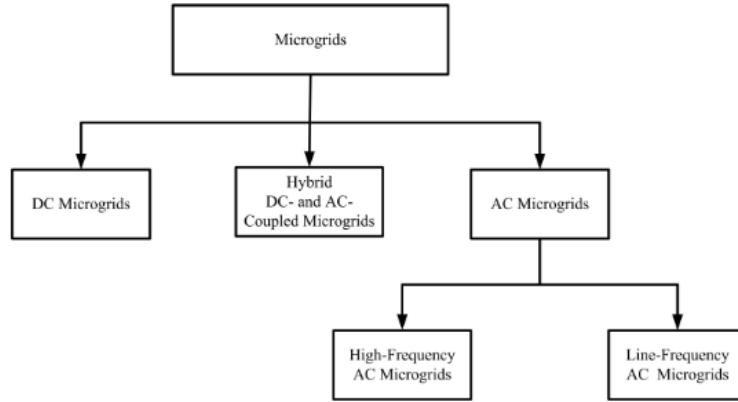 Microgrids
DC Microgrids
Hybrid
DC- and AC-
Coupled Microgrids
AC Microgrids
High-Frequency
AC Microgrids
Line-Frequency
AC Microgrids